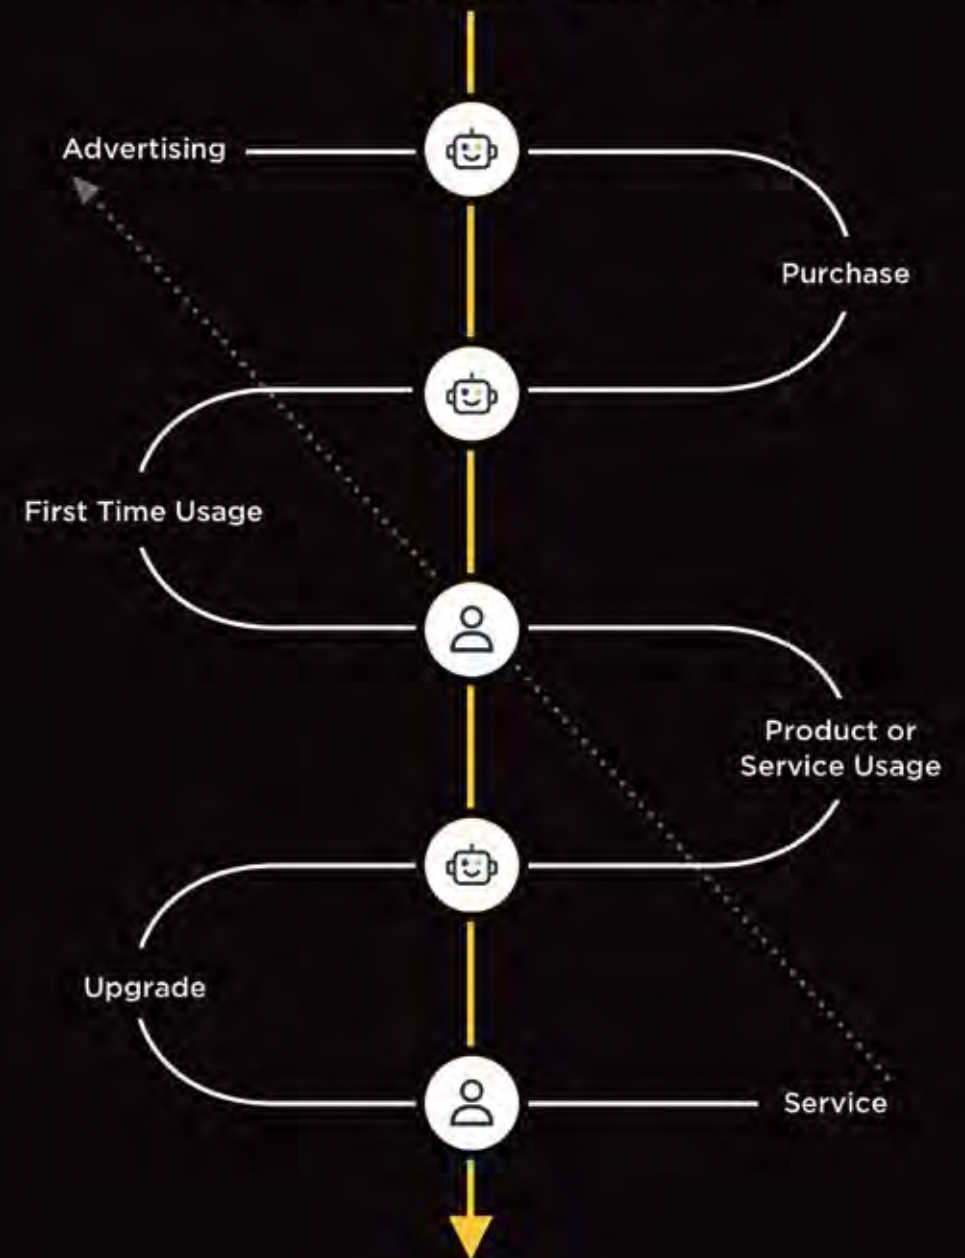 Advertising
Purchase
First Time Usage
Product or
Service Usage
Upgrade
Service